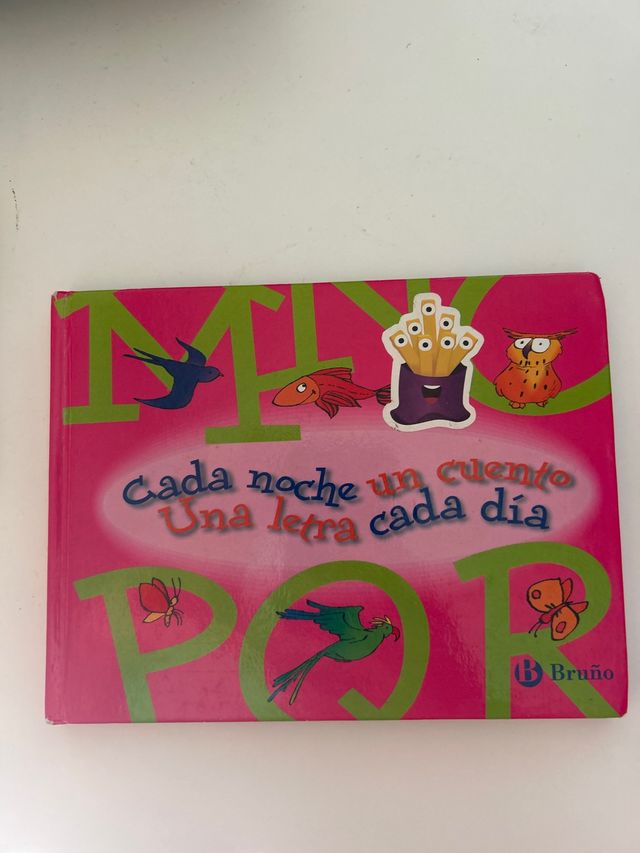 M N O
Cada noche un cuento
Una letra cada día
P Q R
B Bruño